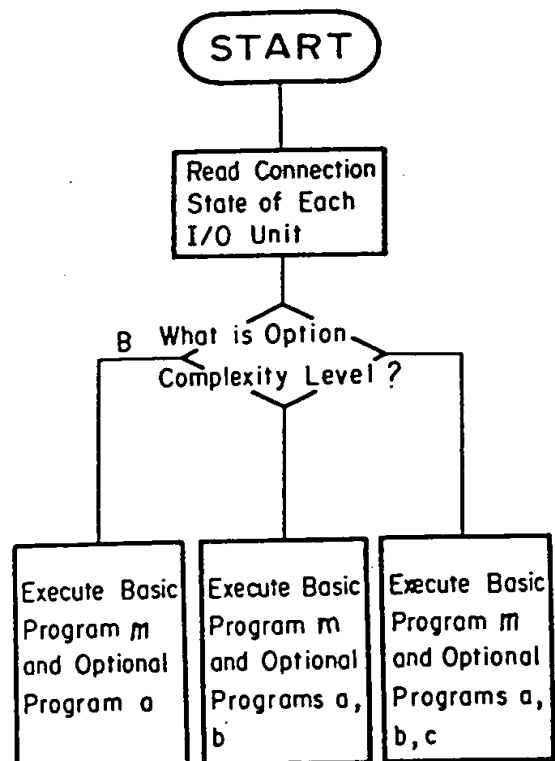 START
Read Connection
State of Each
I/O Unit
B
What is Option
Complexity Level?
Execute Basic
Program m
and Optional
Program a
Execute Basic
Program m
and Optional
Programs a,
b
Execute Basic
Program m
and Optional
Programs a,
b, c